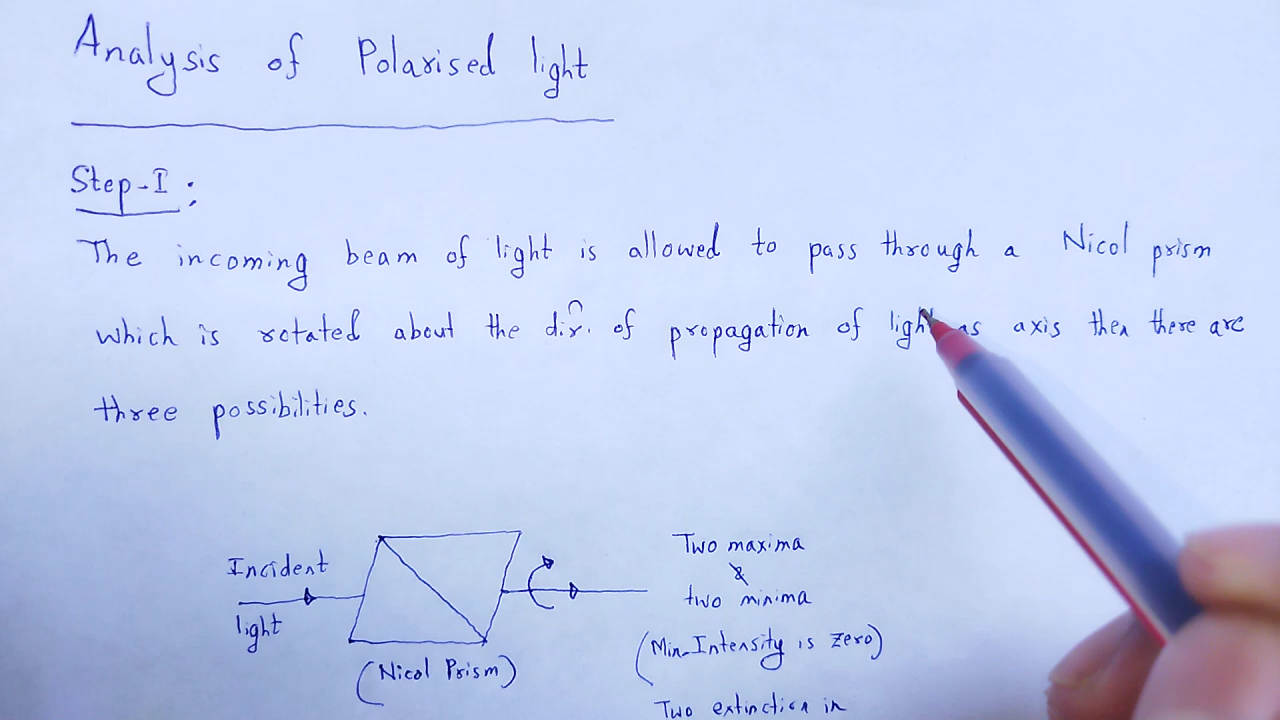 Analysis of Polarised light
Step-I :
The incoming beam of light is allowed to pass through a Nicol prism
which is rotated about the dir. of propagation of light as axis then there are
three possibilities.
Incident
light
(Nicol Prism)
Two maxima
&
two minima
(Min-Intensity is zero)
Two extinction in